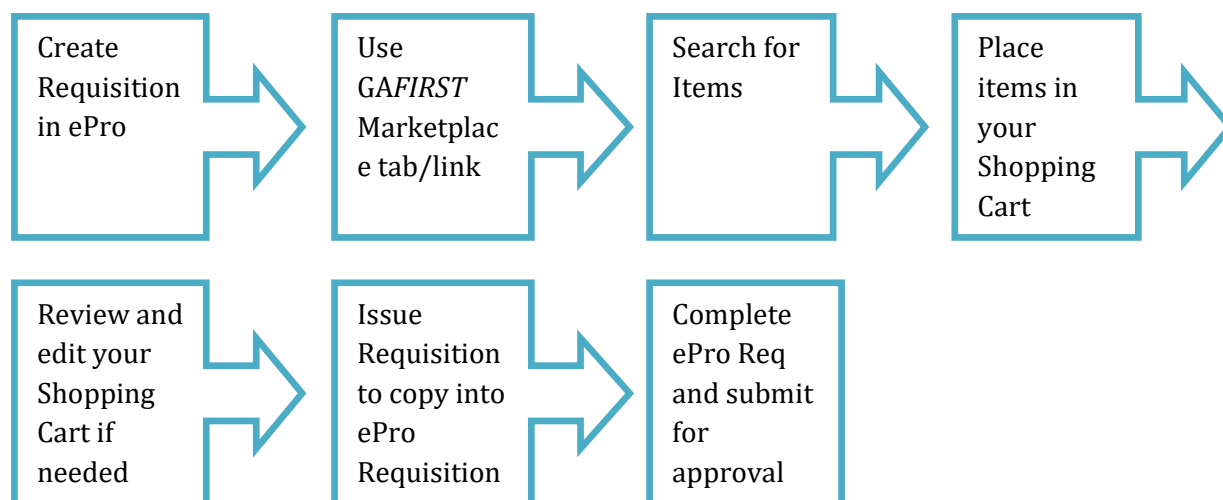 Create
Requisition
in ePro
Use
GAFIRST
Marketplac
e tab/link
Search for
Items
Place
items in
your
Shopping
Cart
Review and
edit your
Shopping
Cart if
needed
Issue
Requisition
to copy into
ePro
Requisition
Complete
ePro Req
and submit
for
approval